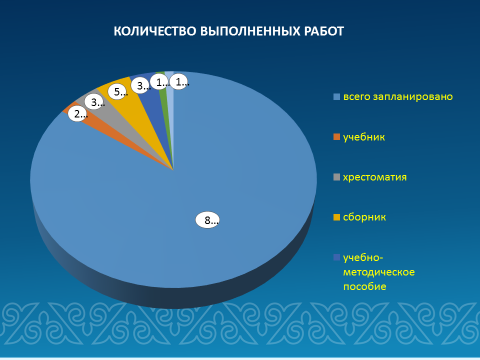 КОЛИЧЕСТВО ВЫПОЛНЕННЫХ РАБОТ
1...
1...
3...
5...
3...
2...
8...
всего запланировано
учебник
хрестоматия
сборник
учебно-
методическое
пособие